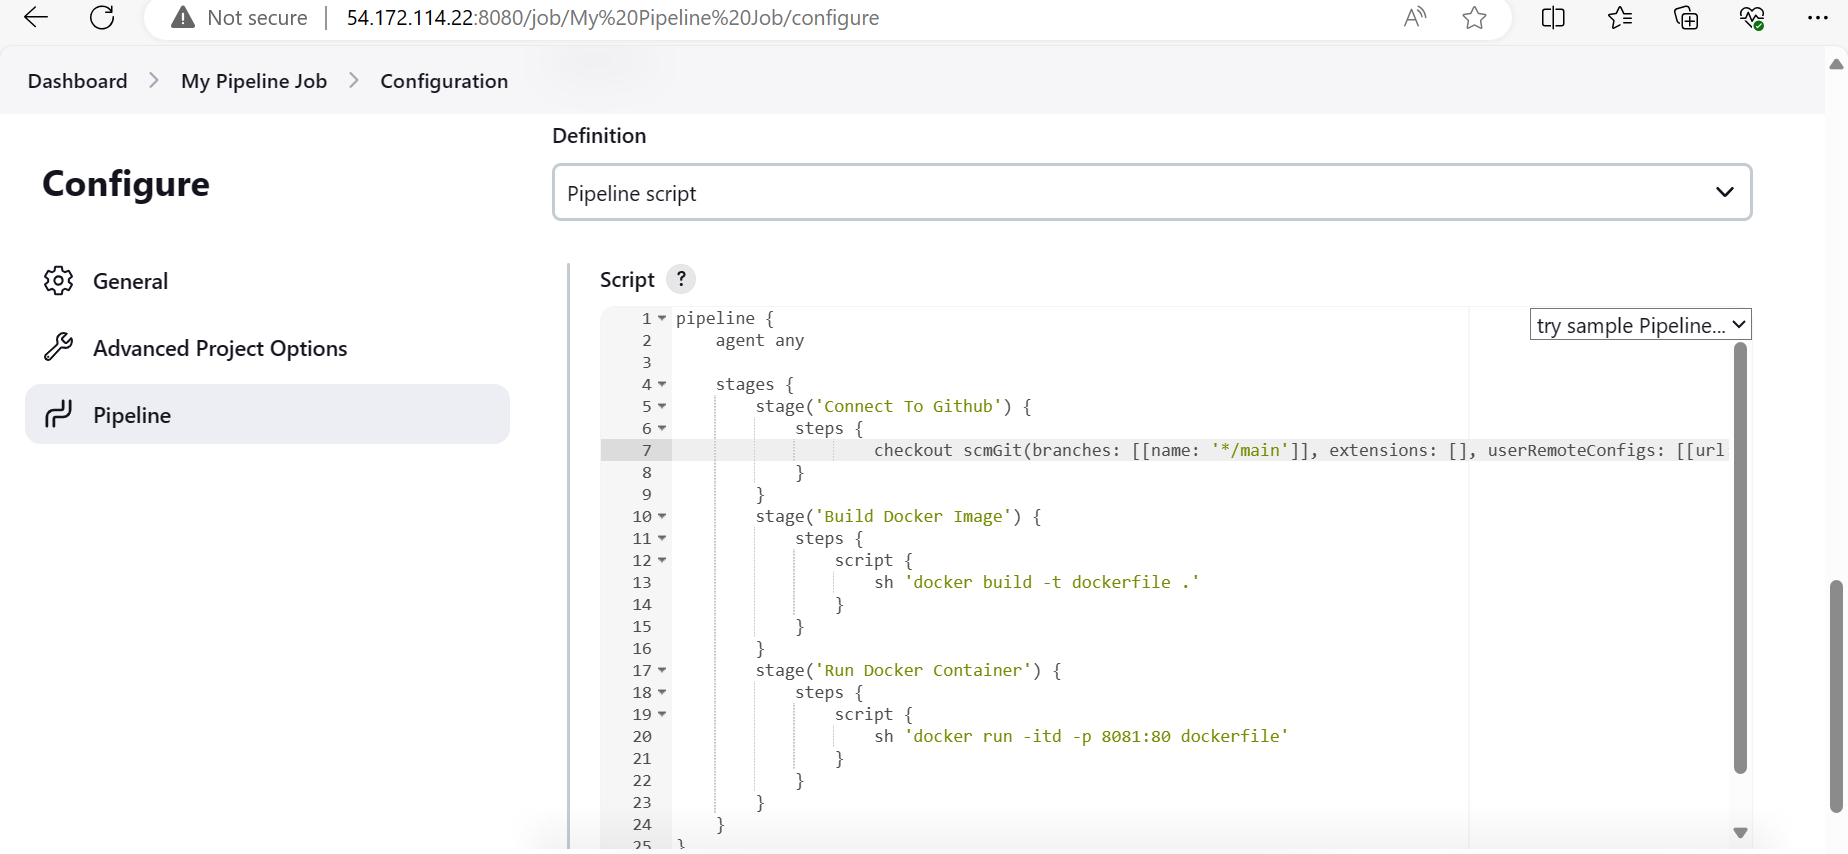 Not secure | 54.172.114.22:8080/job/My%20Pipeline%20Job/configure
Dashboard > My Pipeline Job > Configuration
Configure
General
Advanced Project Options
Pipeline
Definition
Pipeline script
Script ?
try sample Pipeline...
1 pipeline {
2     agent any
3
4     stages {
5         stage('Connect To Github') {
6             steps {
7                     checkout scmGit(branches: [[name: '*/main']], extensions: [], userRemoteConfigs: [[url
8             }
9         }
10         stage('Build Docker Image') {
11             steps {
12                 script {
13                     sh 'docker build -t dockerfile .'
14                 }
15             }
16         }
17         stage('Run Docker Container') {
18             steps {
19                 script {
20                     sh 'docker run -itd -p 8081:80 dockerfile'
21                 }
22             }
23         }
24     }
25 }